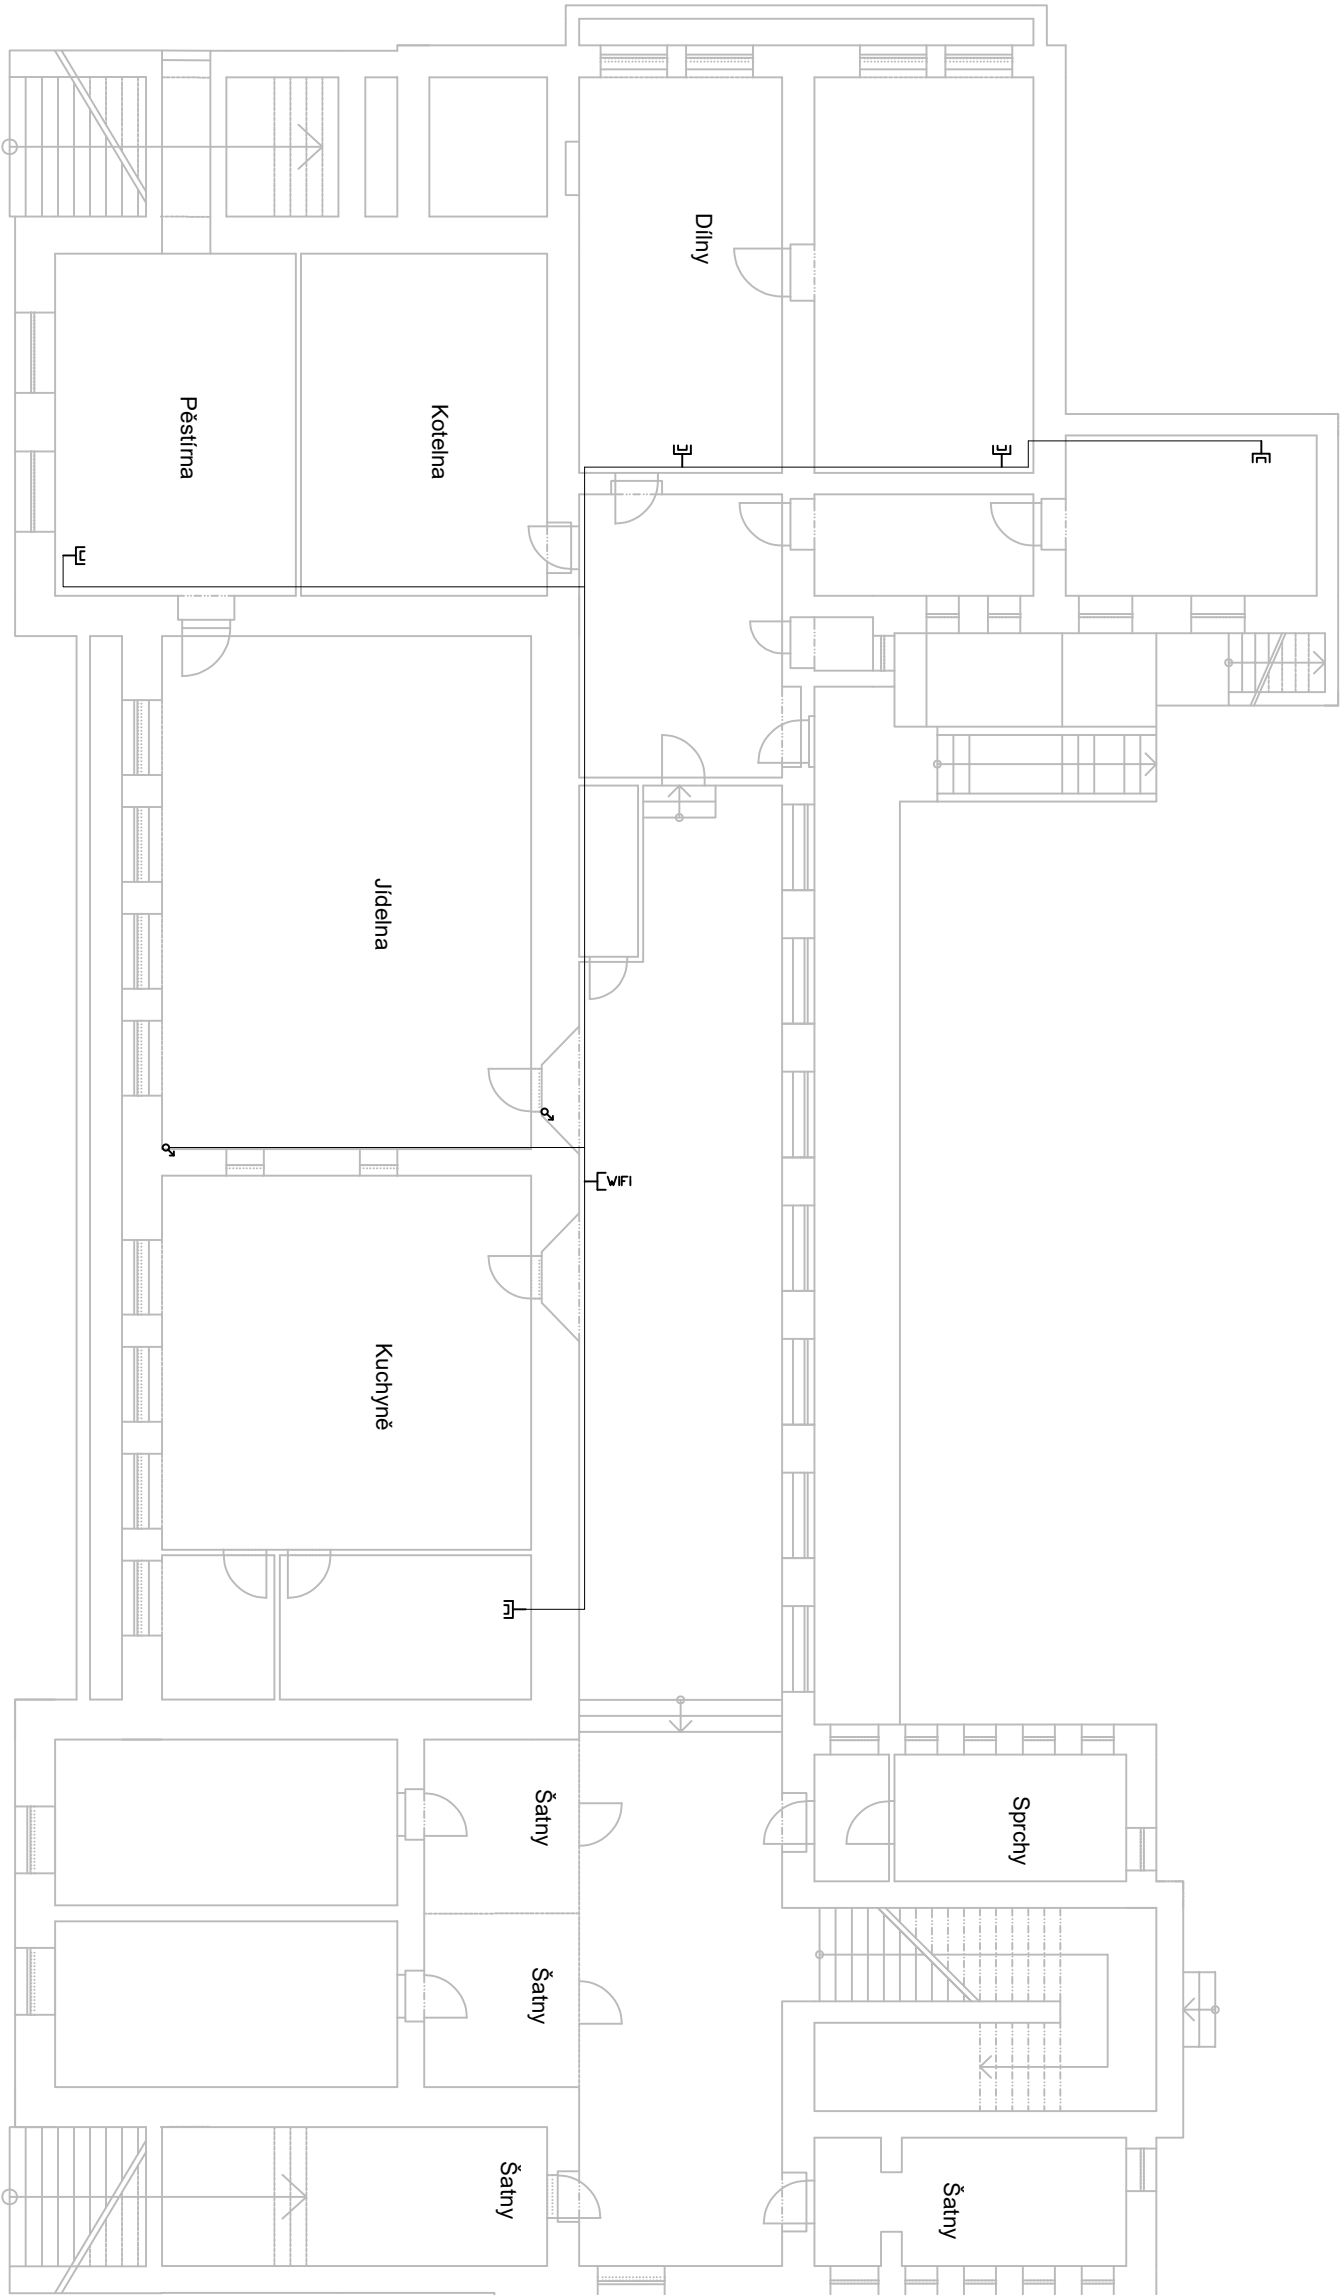 Dílny
Pěstírna
Kotelna
Jídelna
WIFI
Kuchyně
Šatny
Sprchy
Šatny
Šatny
Šatny